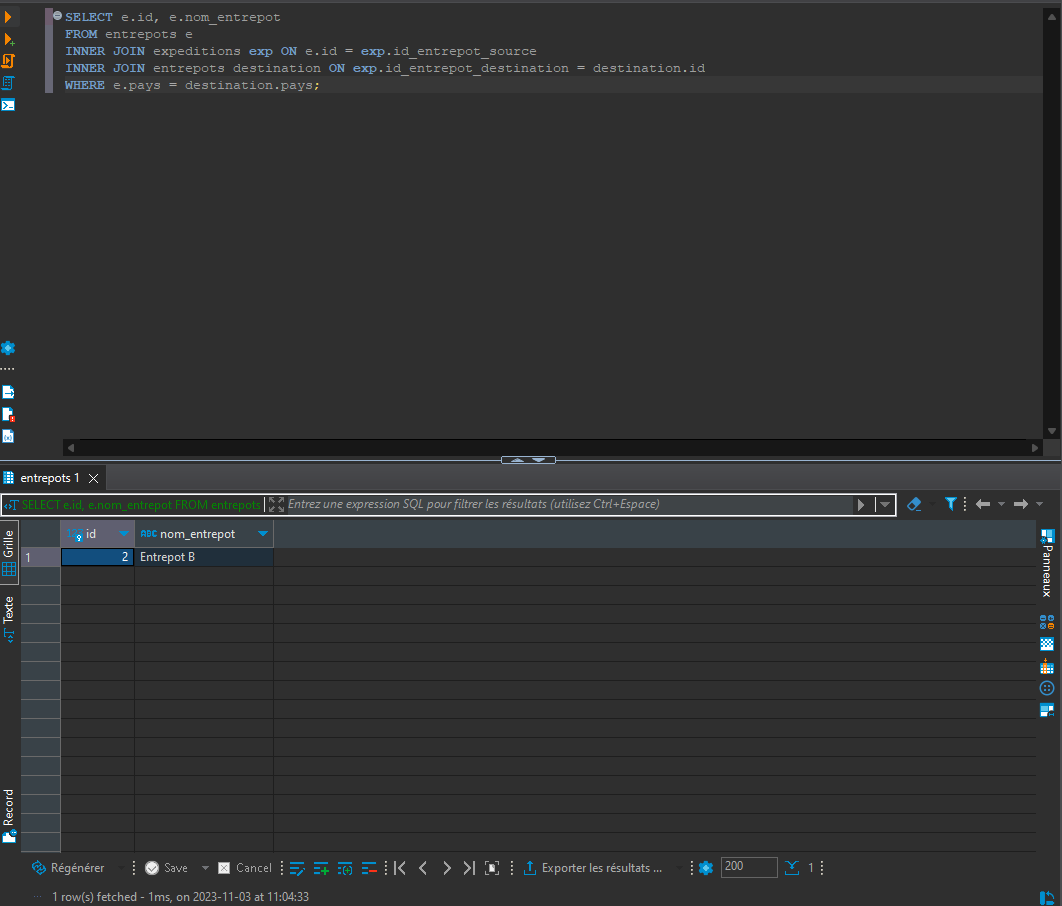 SELECT e.id, e.nom_entrepot
FROM entrepots e
INNER JOIN expeditions exp ON e.id = exp.id_entrepot_source
INNER JOIN entrepots destination ON exp.id_entrepot_destination = destination.id
WHERE e.pays = destination.pays;
entrepots 1
SELECT e.id, e.nom_entrepot FROM entrepots
Entrez une expression SQL pour filtrer les résultats (utilisez Ctrl+Espace)
Grille
Texte
Record
Panneaux
id
ABC nom_entrepot
1
2
Entrepot B
Régénérer
Save
Cancel
Exporter les résultats ...
200
1
1 row(s) fetched - 1ms, on 2023-11-03 at 11:04:33